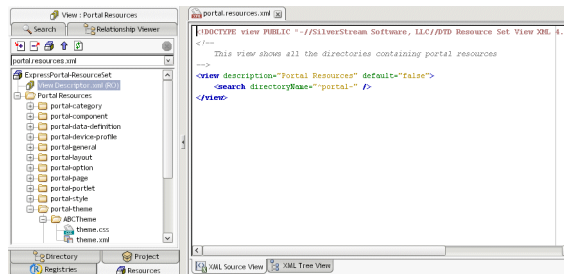 View : Portal Resources
Search
Relationship Viewer
portal.resources.xml
ExpressPortal-ResourceSet
View Descriptor.xml (RO)
Portal Resources
portal-category
portal-component
portal-data-definition
portal-device-profile
portal-general
portal-layout
portal-option
portal-page
portal-portlet
portal-style
portal-theme
ABCTheme
theme.css
theme.xml
Directory
Project
Registries
Resources
portal.resources.xml
<!DOCTYPE view PUBLIC "-//SilverStream Software, LLC//DTD Resource Set View XML 4.
<!--
This view shows all the directories containing portal resources
-->
<view description="Portal Resources" default="false">
<search directoryName="^portal-" />
</view>
XML Source View
XML Tree View